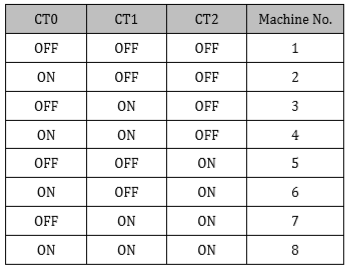 CT0 CT1 CT2 Machine No.
OFF OFF OFF 1
ON OFF OFF 2
OFF ON OFF 3
ON ON OFF 4
OFF OFF ON 5
ON OFF ON 6
OFF ON ON 7
ON ON ON 8